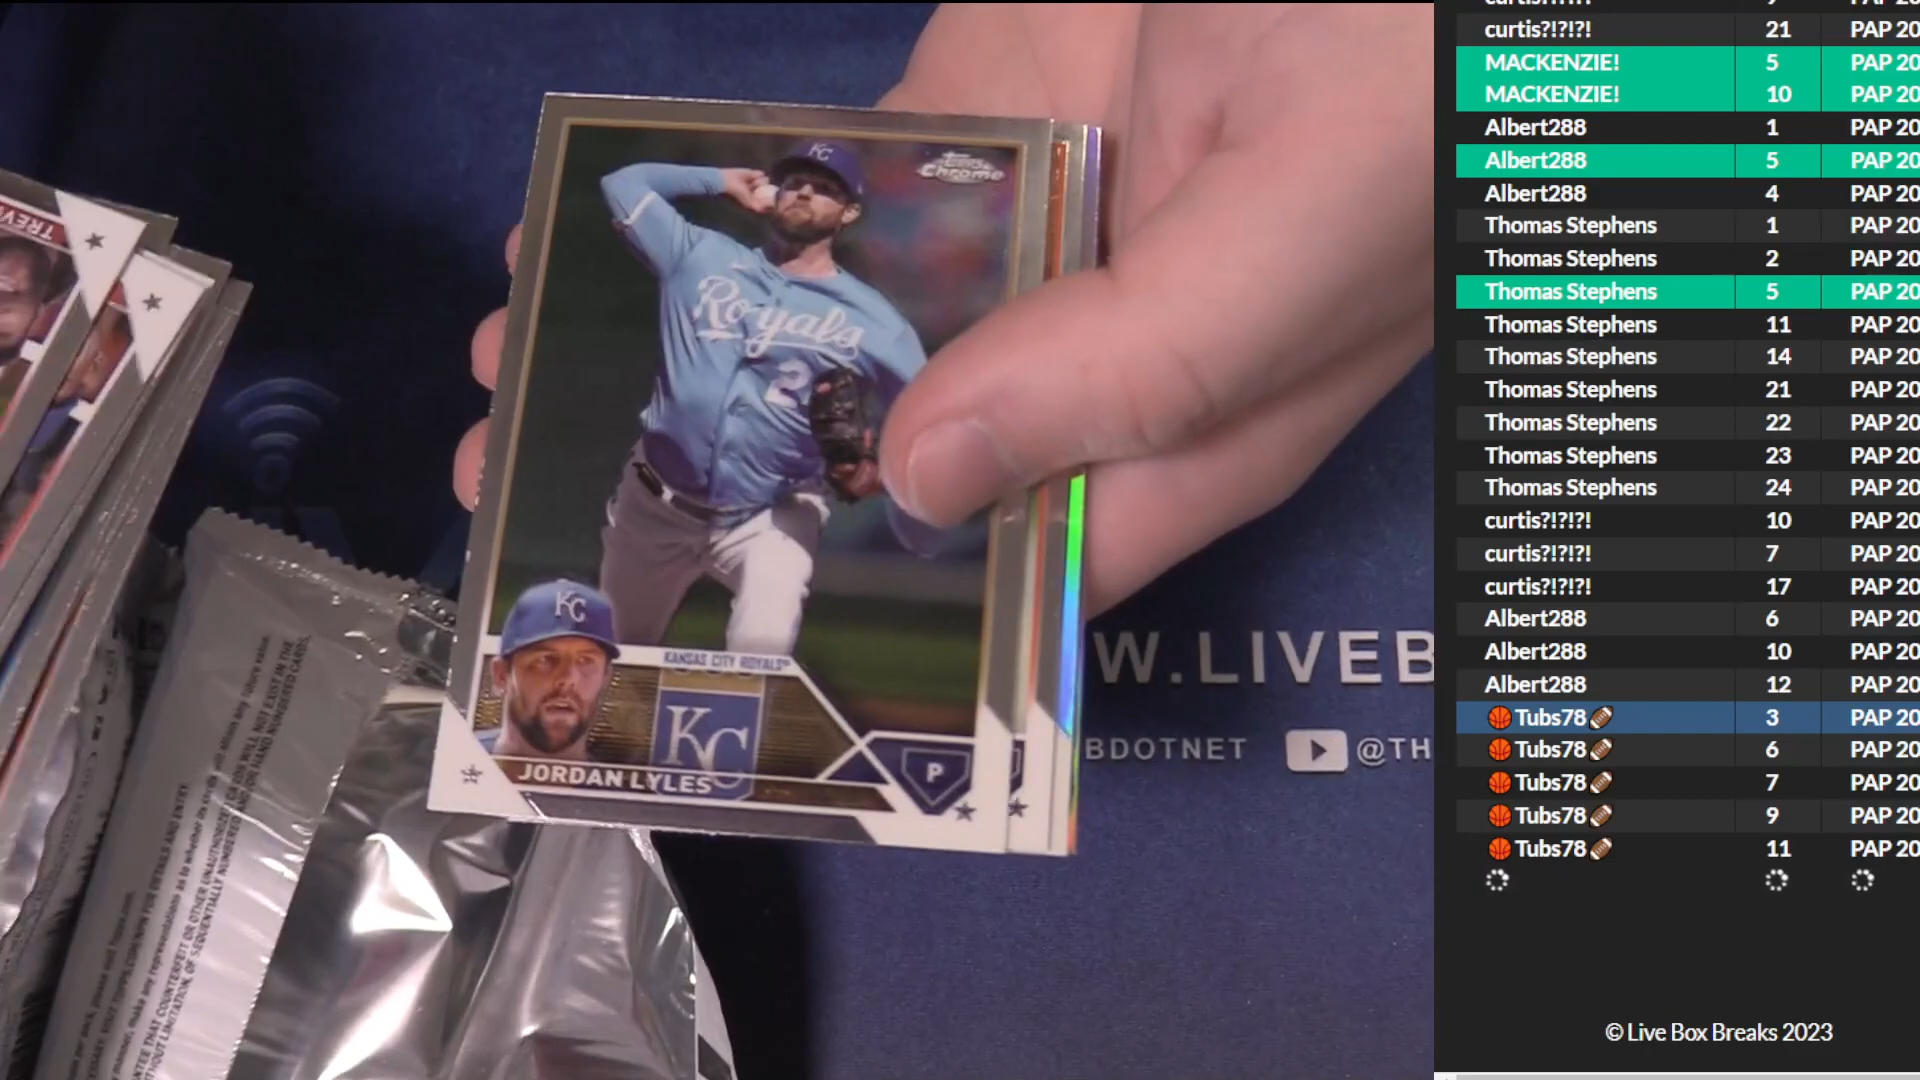 TREV
KC
Topps
Chrome
Royals
2
KC
KANSAS CITY ROYALS
KC
JORDAN LYLES
P
W.LIVEB
BDOTNET
@TH
curtis?!?!?! 21 PAP 20
MACKENZIE! 5 PAP 20
MACKENZIE! 10 PAP 20
Albert288 1 PAP 20
Albert288 5 PAP 20
Albert288 4 PAP 20
Thomas Stephens 1 PAP 20
Thomas Stephens 2 PAP 20
Thomas Stephens 5 PAP 20
Thomas Stephens 11 PAP 20
Thomas Stephens 14 PAP 20
Thomas Stephens 21 PAP 20
Thomas Stephens 22 PAP 20
Thomas Stephens 23 PAP 20
Thomas Stephens 24 PAP 20
curtis?!?!?! 10 PAP 20
curtis?!?!?! 7 PAP 20
curtis?!?!?! 17 PAP 20
Albert288 6 PAP 20
Albert288 10 PAP 20
Albert288 12 PAP 20
🏀 Tubs78 🏈 3 PAP 20
🏀 Tubs78 🏈 6 PAP 20
🏀 Tubs78 🏈 7 PAP 20
🏀 Tubs78 🏈 9 PAP 20
🏀 Tubs78 🏈 11 PAP 20
© Live Box Breaks 2023